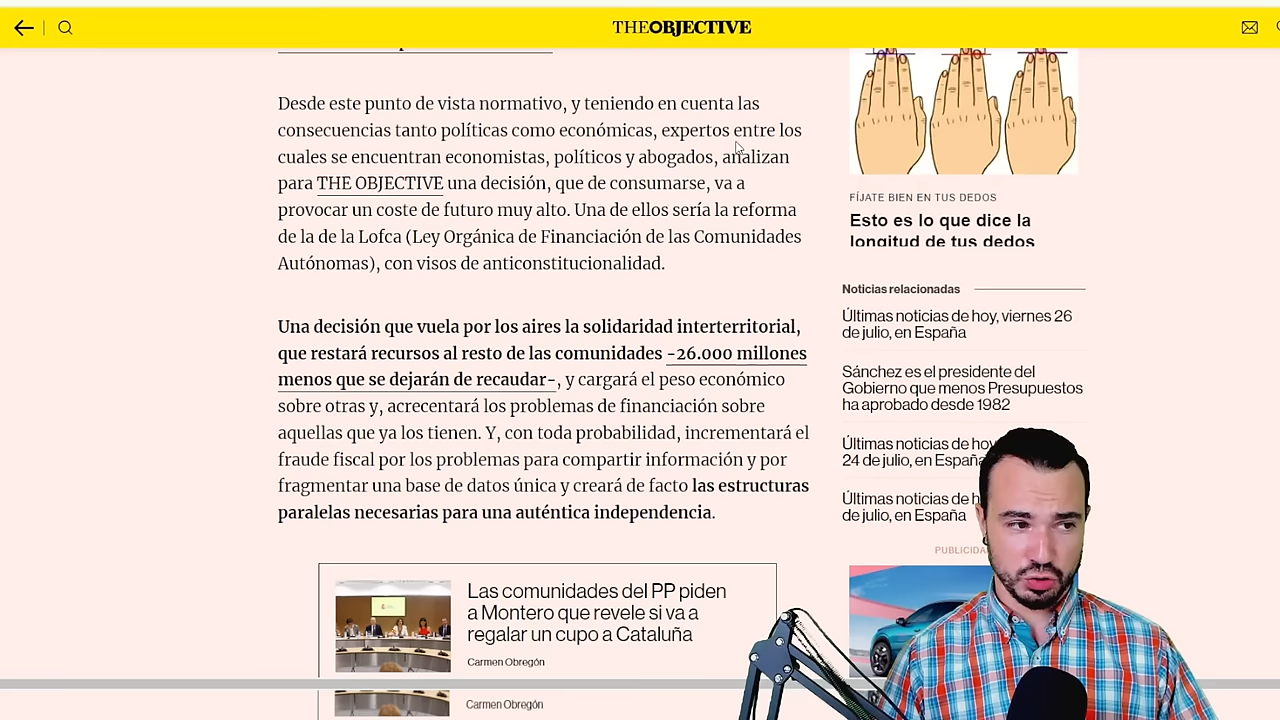 THE OBJECTIVE
Desde este punto de vista normativo, y teniendo en cuenta las
consecuencias tanto políticas como económicas, expertos entre los
cuales se encuentran economistas, políticos y abogados, analizan
para THE OBJECTIVE una decisión, que de consumarse, va a
provocar un coste de futuro muy alto. Una de ellos sería la reforma
de la de la Lofca (Ley Orgánica de Financiación de las Comunidades
Autónomas), con visos de anticonstitucionalidad.
Una decisión que vuela por los aires la solidaridad interterritorial,
que restará recursos al resto de las comunidades -26.000 millones
menos que se dejarán de recaudar-, y cargará el peso económico
sobre otras y, acrecentará los problemas de financiación sobre
aquellas que ya los tienen. Y, con toda probabilidad, incrementará el
fraude fiscal por los problemas para compartir información y por
fragmentar una base de datos única y creará de facto las estructuras
paralelas necesarias para una auténtica independencia.
Las comunidades del PP piden
a Montero que revele si va a
regalar un cupo a Cataluña
Carmen Obregón
Carmen Obregón
FÍJATE BIEN EN TUS DEDOS
Esto es lo que dice la
longitud de tus dedos
Noticias relacionadas
Últimas noticias de hoy, viernes 26
de julio, en España
Sánchez es el presidente del
Gobierno que menos Presupuestos
ha aprobado desde 1982
Últimas noticias de hoy
24 de julio, en España
Últimas noticias de h
de julio, en España
PUBLICIDA